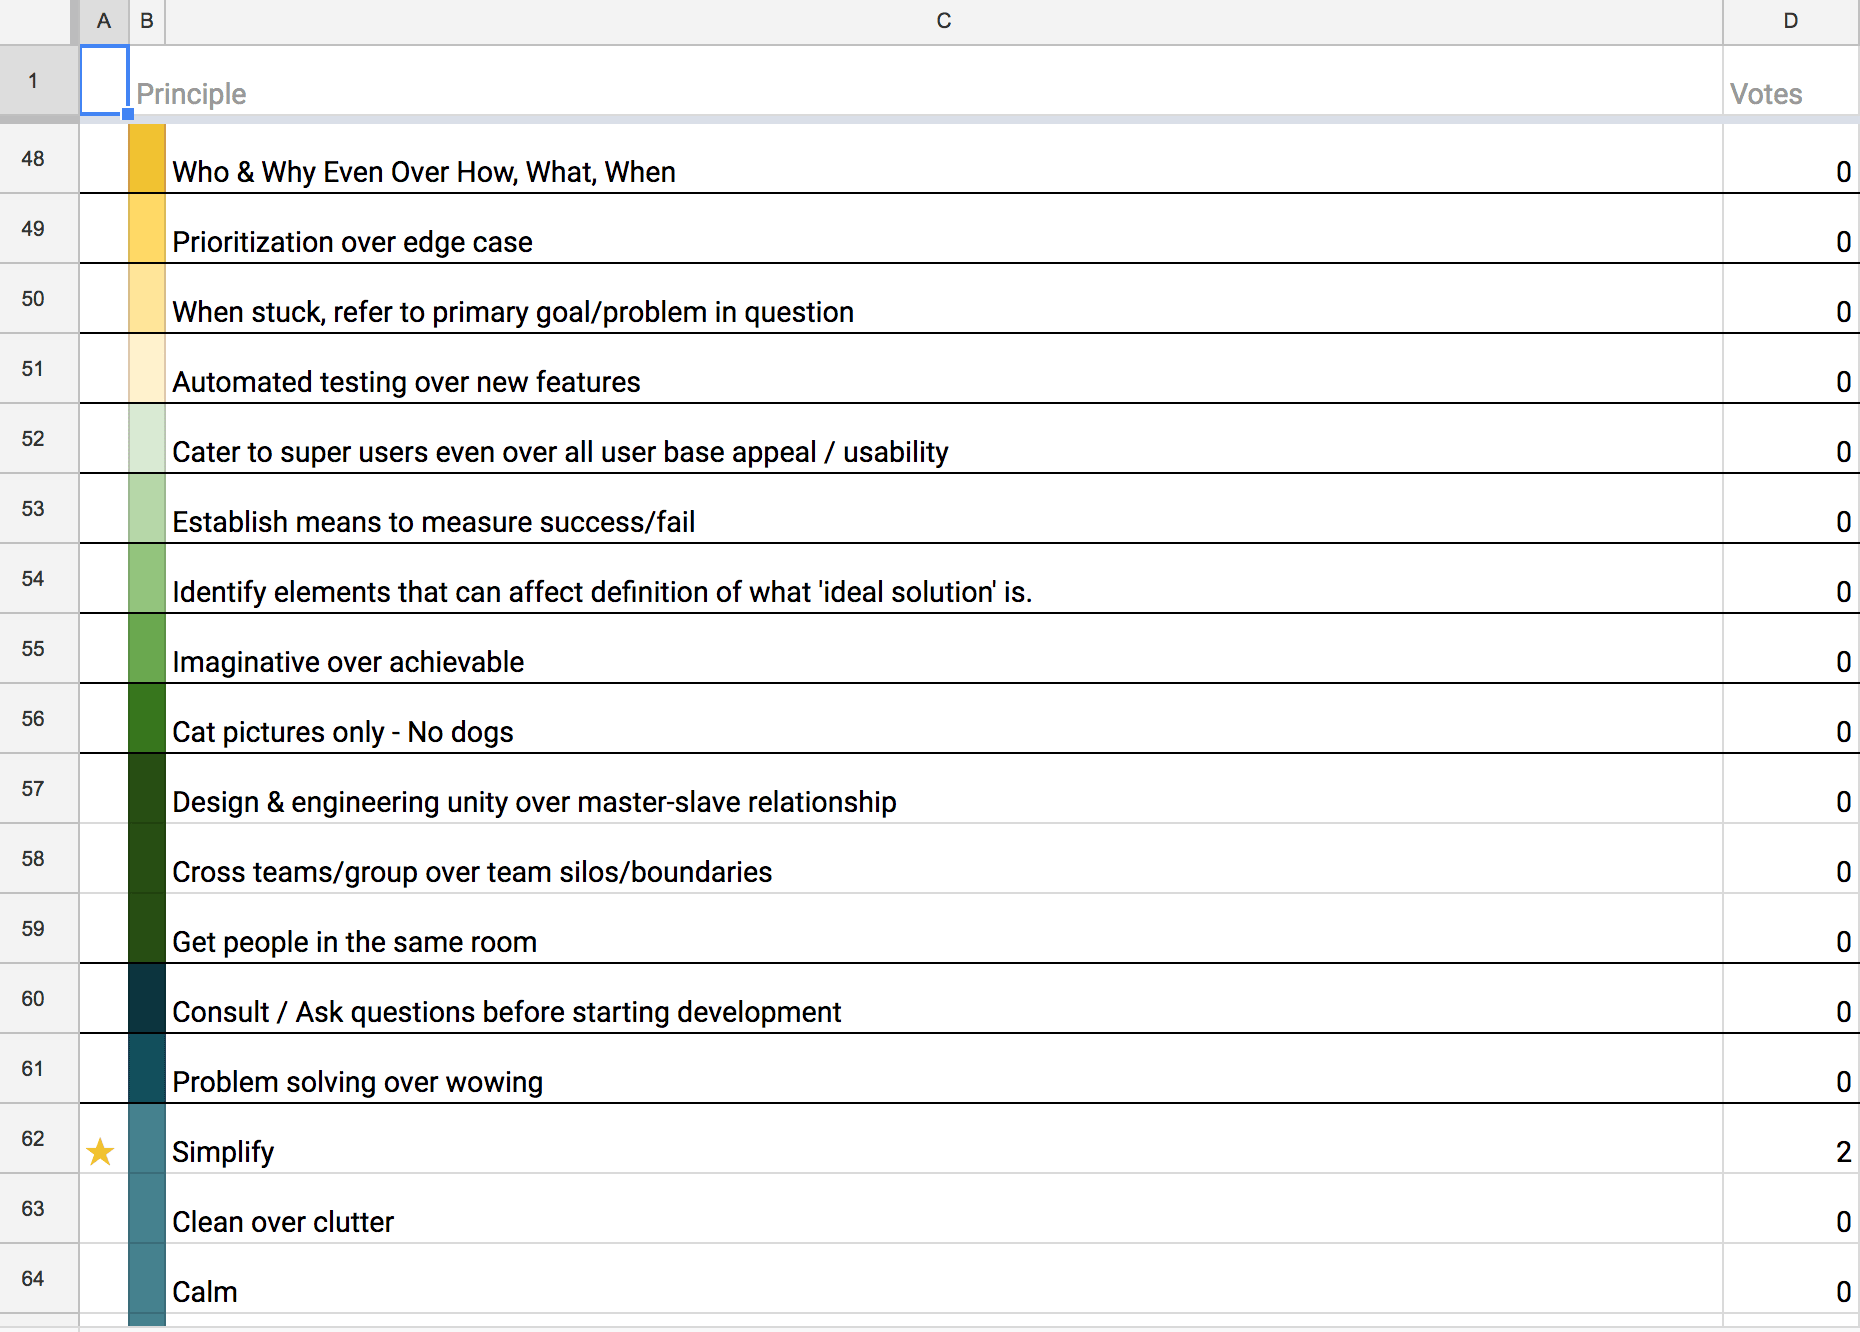 A B C D
1 Principle Votes
48 Who & Why Even Over How, What, When 0
49 Prioritization over edge case 0
50 When stuck, refer to primary goal/problem in question 0
51 Automated testing over new features 0
52 Cater to super users even over all user base appeal / usability 0
53 Establish means to measure success/fail 0
54 Identify elements that can affect definition of what 'ideal solution' is. 0
55 Imaginative over achievable 0
56 Cat pictures only - No dogs 0
57 Design & engineering unity over master-slave relationship 0
58 Cross teams/group over team silos/boundaries 0
59 Get people in the same room 0
60 Consult / Ask questions before starting development 0
61 Problem solving over wowing 0
62 Simplify 2
63 Clean over clutter 0
64 Calm 0